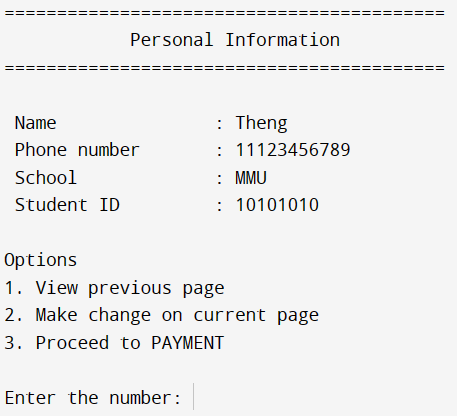 ==========================================
Personal Information
==========================================
Name : Theng
Phone number : 11123456789
School : MMU
Student ID : 10101010
Options
1. View previous page
2. Make change on current page
3. Proceed to PAYMENT
Enter the number: